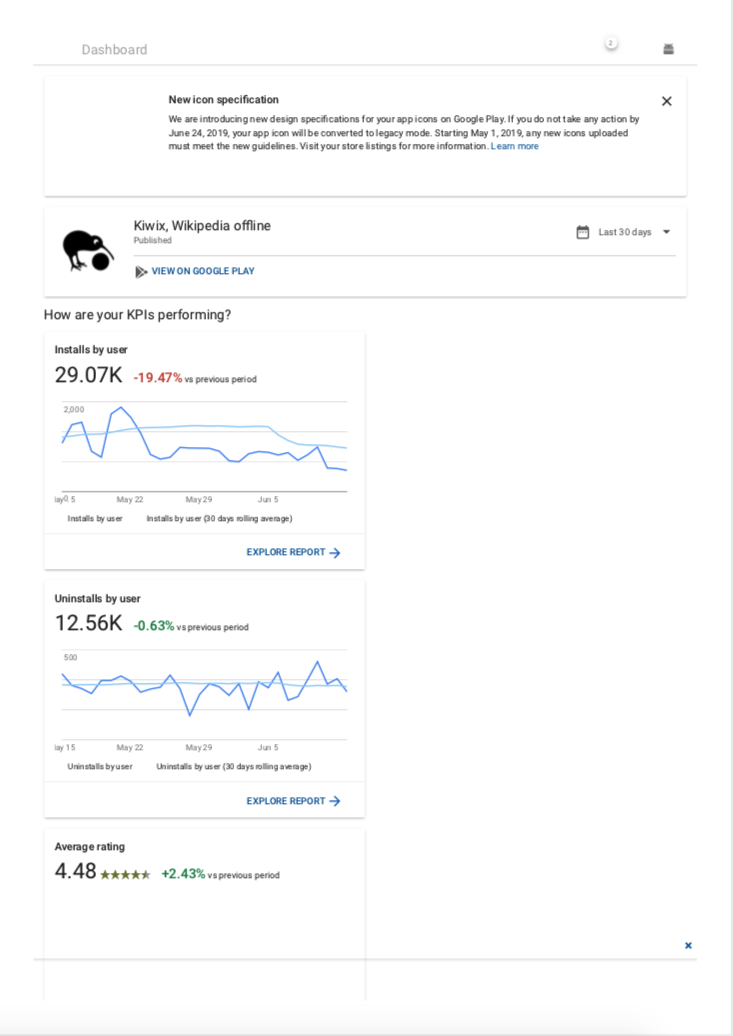 Dashboard
2
New icon specification
We are introducing new design specifications for your app icons on Google Play. If you do not take any action by
June 24, 2019, your app icon will be converted to legacy mode. Starting May 1, 2019, any new icons uploaded
must meet the new guidelines. Visit your store listings for more information. Learn more
Kiwix, Wikipedia offline
Published
Last 30 days
VIEW ON GOOGLE PLAY
How are your KPIs performing?
Installs by user
29.07K -19.47% vs previous period
2,000
May 22 May 29 Jun 5
Installs by user Installs by user (30 days rolling average)
EXPLORE REPORT
Uninstalls by user
12.56K -0.63% vs previous period
500
ay 15 May 22 May 29 Jun 5
Uninstalls by user Uninstalls by user (30 days rolling average)
EXPLORE REPORT
Average rating
4.48 +2.43% vs previous period